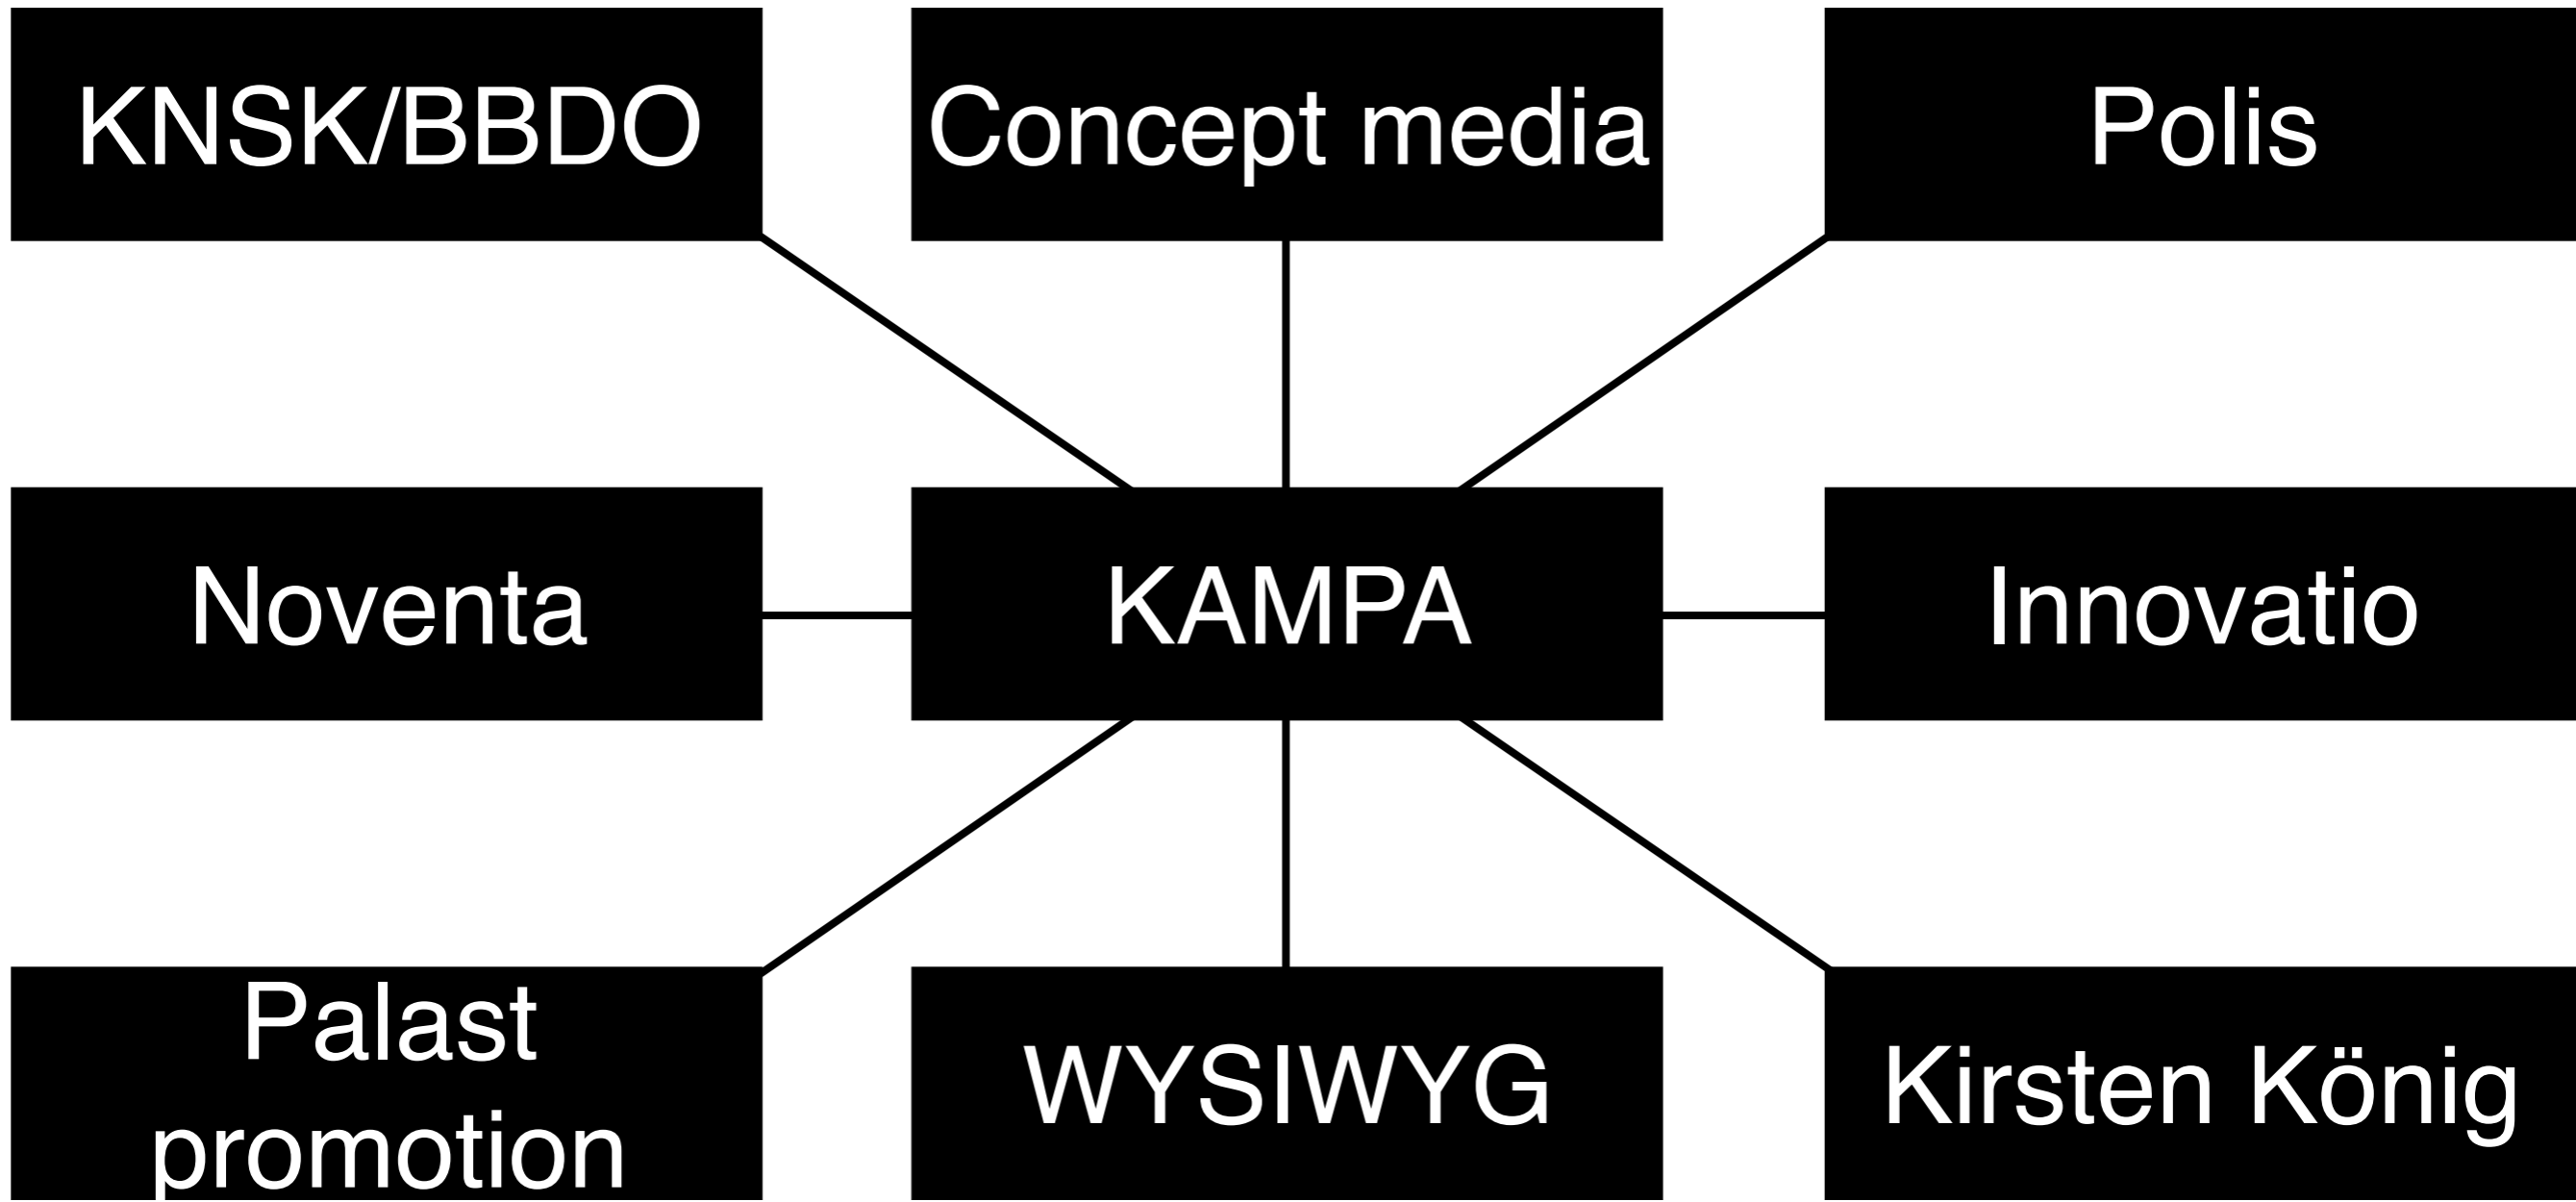 KNSK/BBDO
Concept media
Polis
Noventa
KAMPA
Innovatio
Palast
promotion
WYSIWYG
Kirsten König